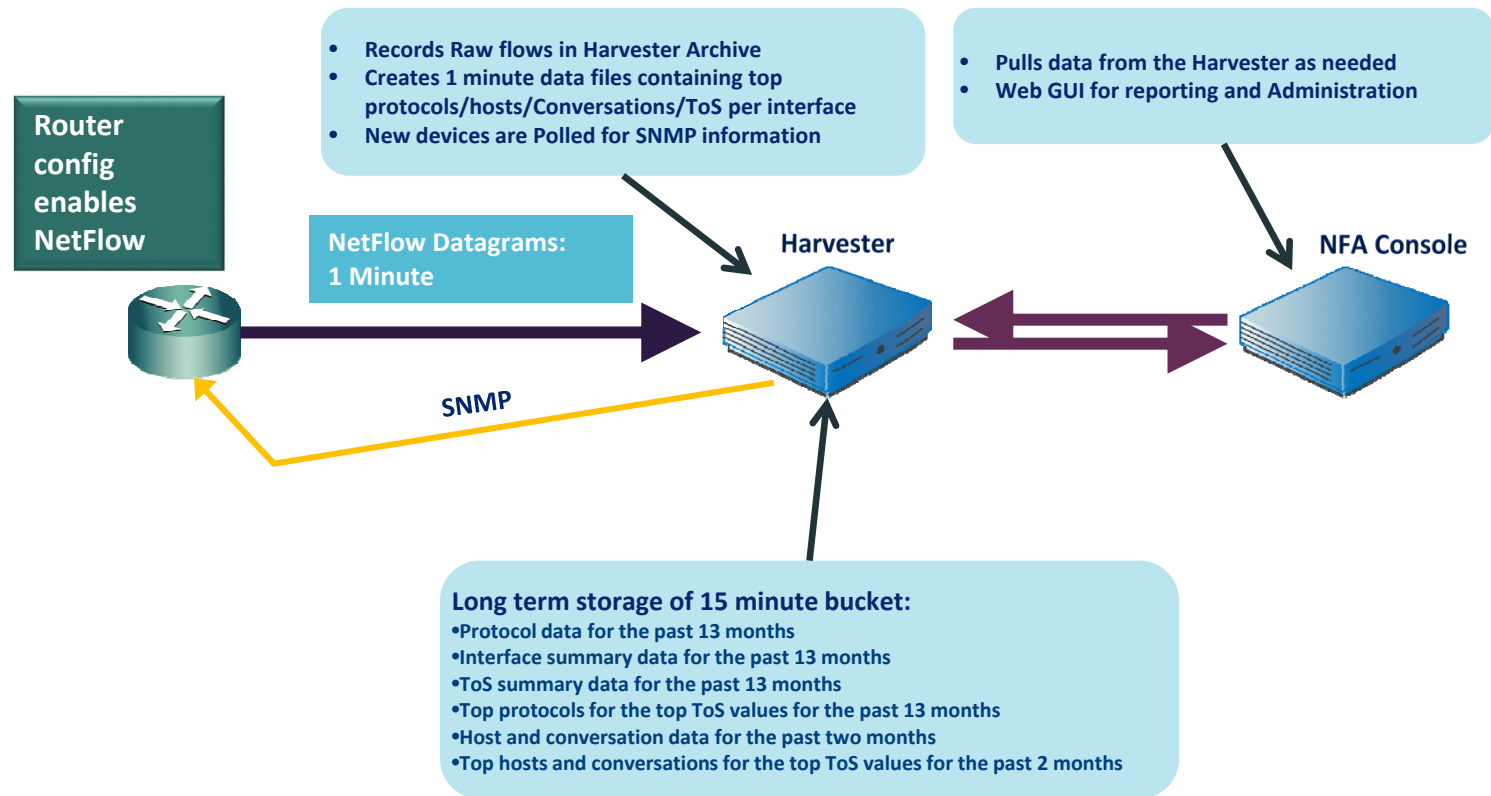 • Records Raw flows in Harvester Archive
• Creates 1 minute data files containing top
protocols/hosts/Conversations/ToS per interface
• New devices are Polled for SNMP information
• Pulls data from the Harvester as needed
• Web GUI for reporting and Administration
Router
config
enables
NetFlow
NetFlow Datagrams:
1 Minute
Harvester
NFA Console
SNMP
Long term storage of 15 minute bucket:
•Protocol data for the past 13 months
•Interface summary data for the past 13 months
•ToS summary data for the past 13 months
•Top protocols for the top ToS values for the past 13 months
•Host and conversation data for the past two months
•Top hosts and conversations for the top ToS values for the past 2 months